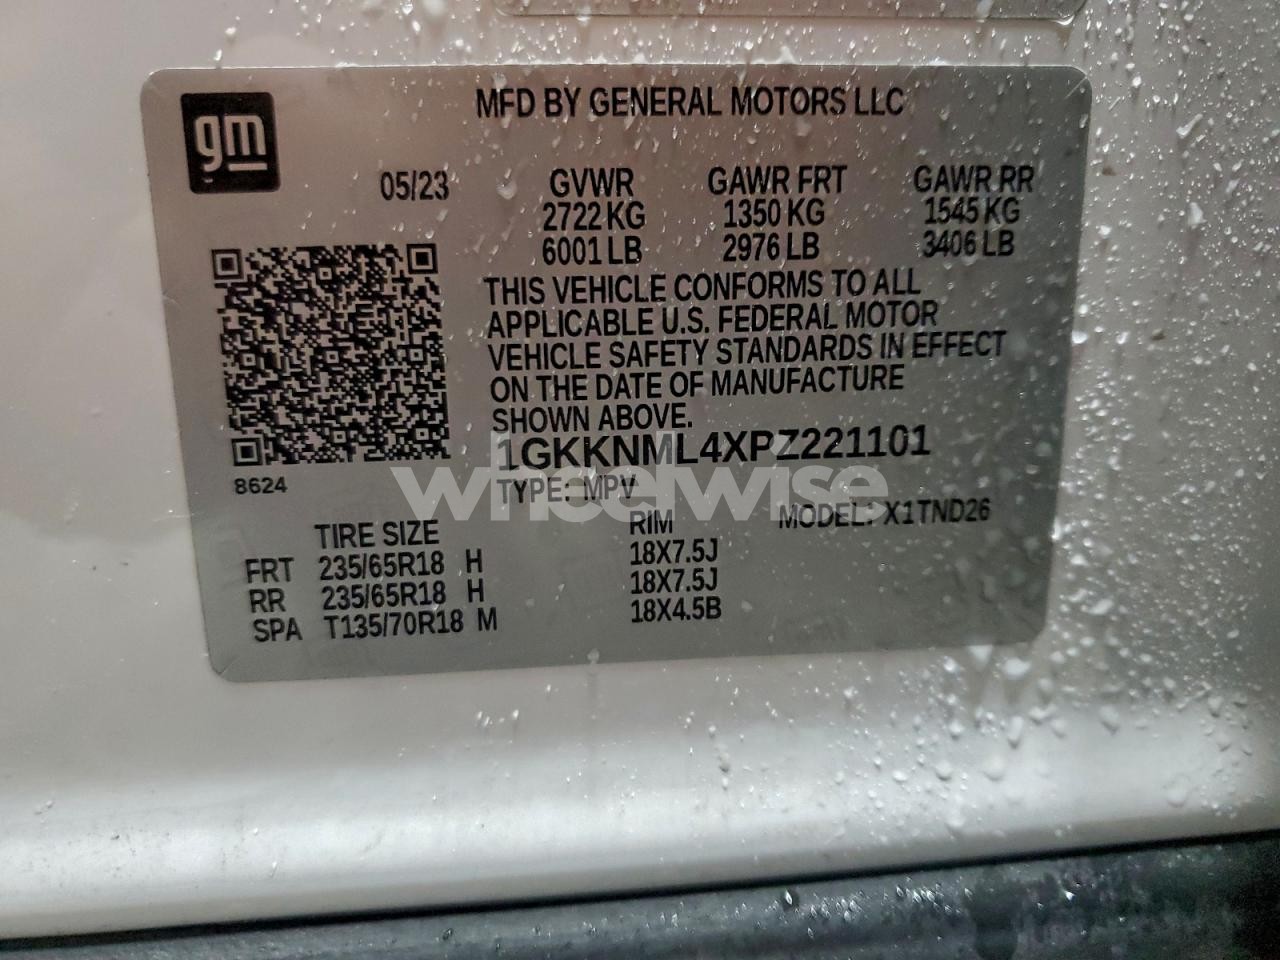 gm
MFD BY GENERAL MOTORS LLC
05/23 GVWR GAWR FRT GAWR RR
2722 KG 1350 KG 1545 KG
6001 LB 2976 LB 3406 LB
THIS VEHICLE CONFORMS TO ALL
APPLICABLE U.S. FEDERAL MOTOR
VEHICLE SAFETY STANDARDS IN EFFECT
ON THE DATE OF MANUFACTURE
SHOWN ABOVE.
1GKKNML4XPZ221101
8624
TYPE: MPV
wheelwise
MODEL: X1TND26
TIRE SIZE RIM
FRT 235/65R18 H 18X7.5J
RR 235/65R18 H 18X7.5J
SPA T135/70R18 M 18X4.5B